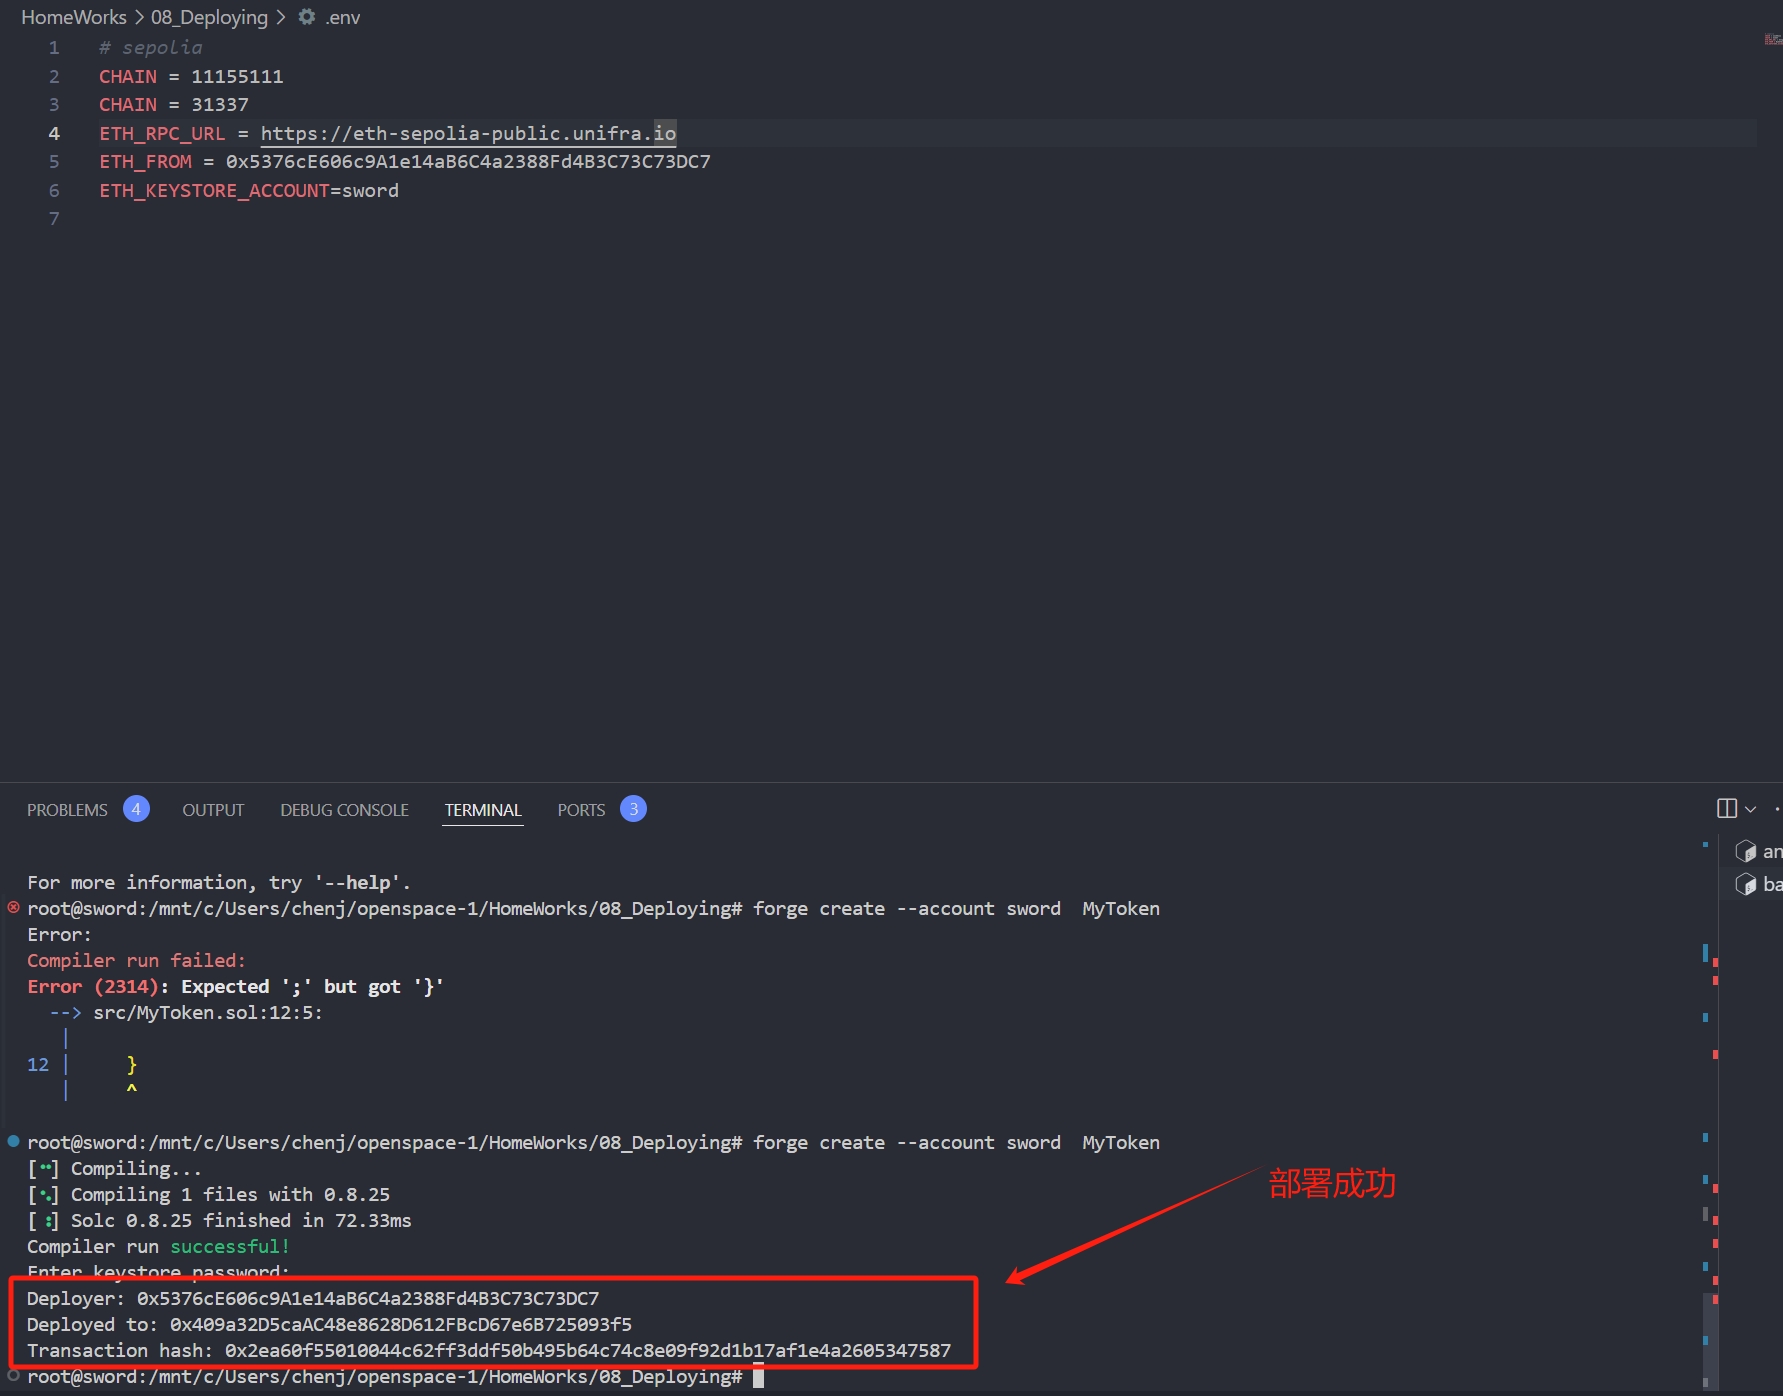 HomeWorks > 08_Deploying > .env
1 # sepolia
2 CHAIN = 11155111
3 CHAIN = 31337
4 ETH_RPC_URL = https://eth-sepolia-public.unifra.io
5 ETH_FROM = 0x5376cE606c9A1e14aB6C4a2388Fd4B3C73C73DC7
6 ETH_KEYSTORE_ACCOUNT=sword
7
PROBLEMS 4 OUTPUT DEBUG CONSOLE TERMINAL PORTS 3
an
ba
For more information, try '--help'.
root@sword:/mnt/c/Users/chenj/openspace-1/HomeWorks/08_Deploying# forge create --account sword  MyToken
Error:
Compiler run failed:
Error (2314): Expected ';' but got '}'
--> src/MyToken.sol:12:5:
|
12 |     }
|     ^
root@sword:/mnt/c/Users/chenj/openspace-1/HomeWorks/08_Deploying# forge create --account sword  MyToken
[⠒] Compiling...
[⠢] Compiling 1 files with 0.8.25
[⠰] Solc 0.8.25 finished in 72.33ms
Compiler run successful!
部署成功
Enter keystore password:
Deployer: 0x5376cE606c9A1e14aB6C4a2388Fd4B3C73C73DC7
Deployed to: 0x409a32D5caAC48e8628D612FBcD67e6B725093f5
Transaction hash: 0x2ea60f55010044c62ff3ddf50b495b64c74c8e09f92d1b17af1e4a2605347587
root@sword:/mnt/c/Users/chenj/openspace-1/HomeWorks/08_Deploying#